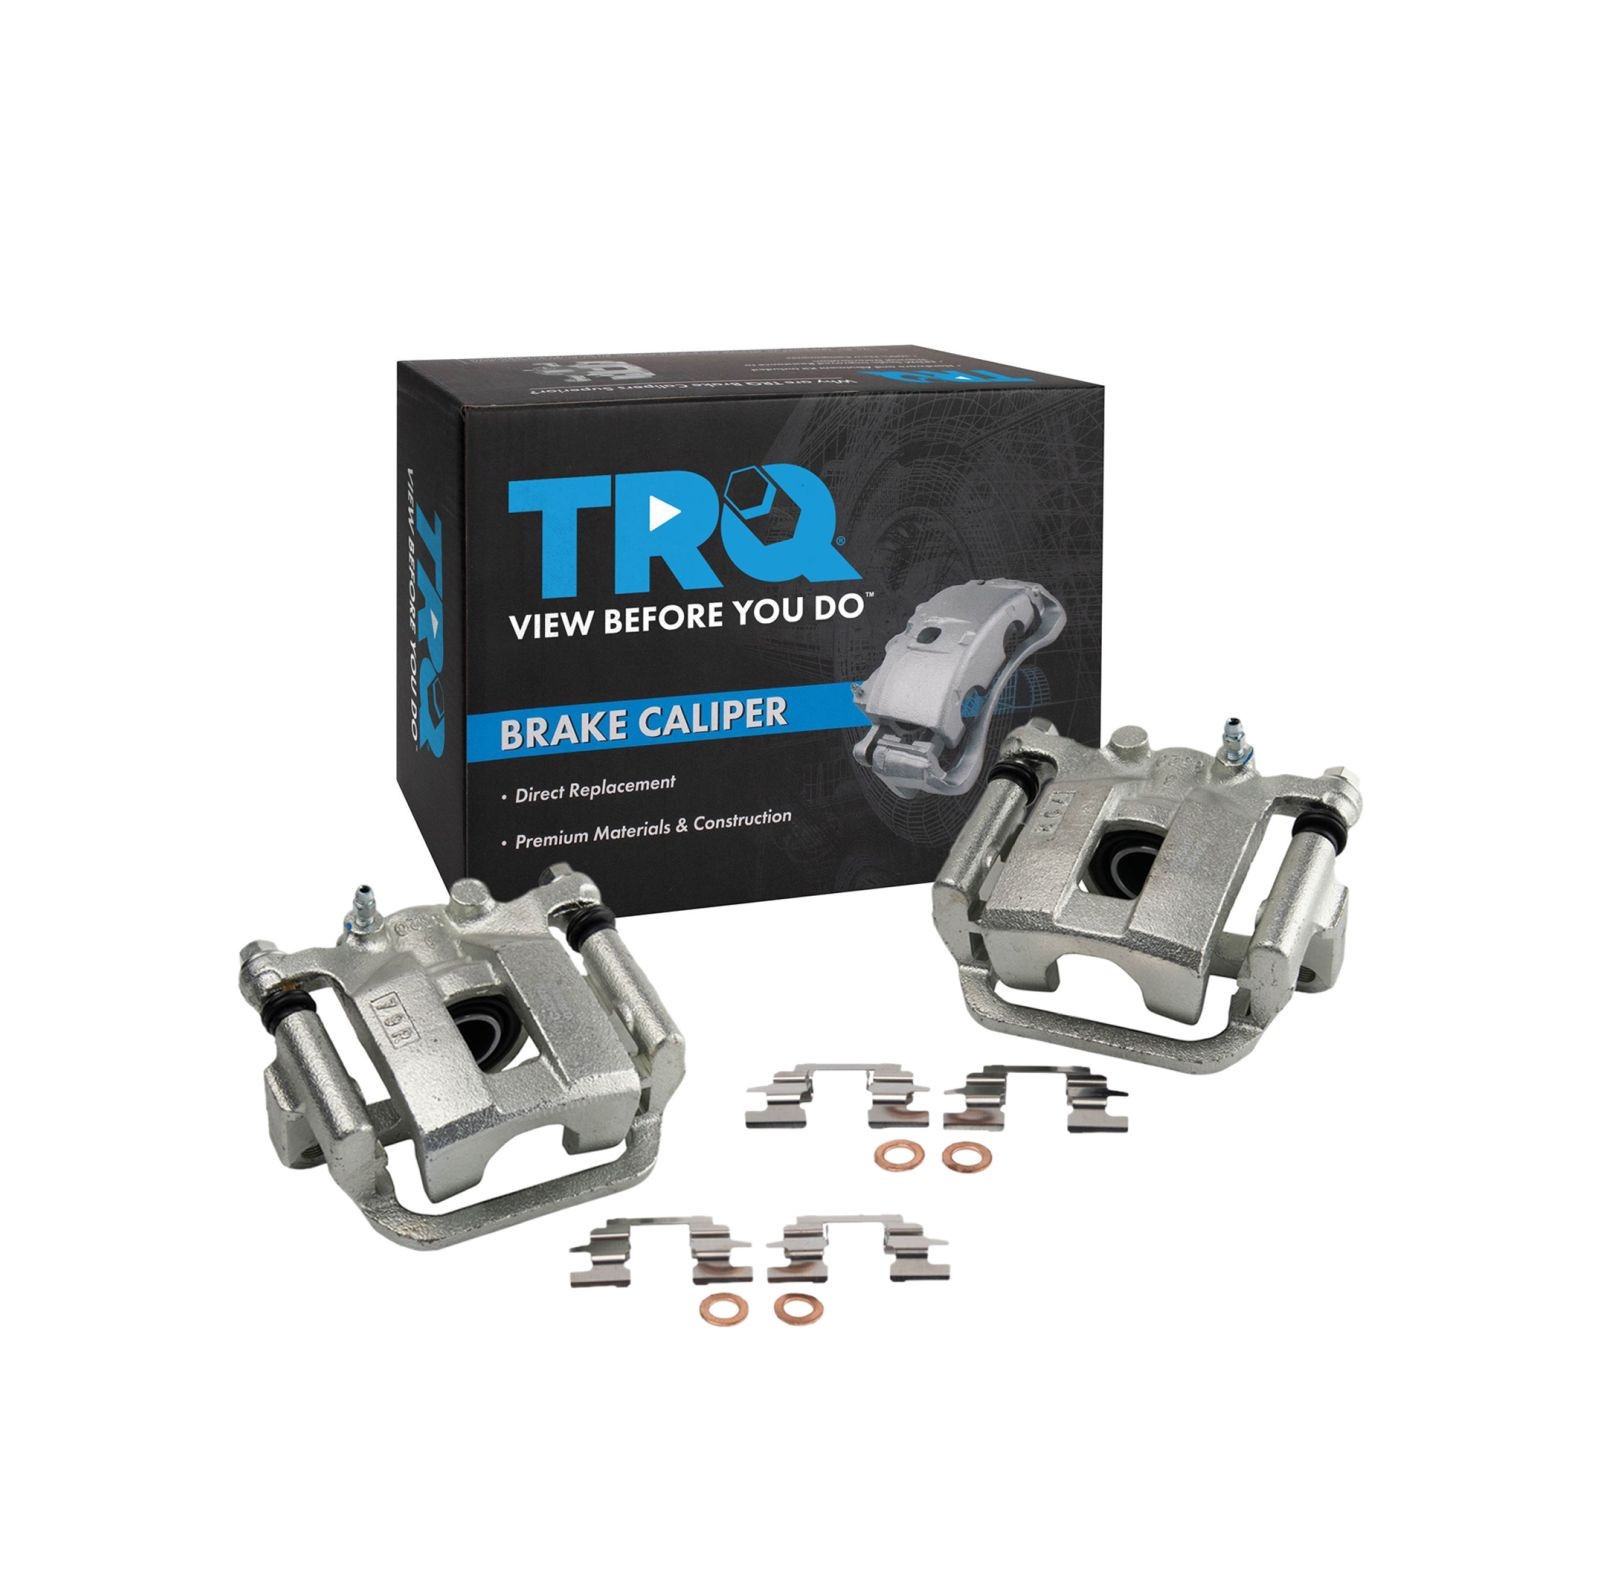 Why are TRQ Brake Calipers Superior?
TRQ
TRQ
VIEW BEFORE YOU DO
TRQ®
VIEW BEFORE YOU DO™
BRAKE CALIPER
• Direct Replacement
• Premium Materials & Construction
79R